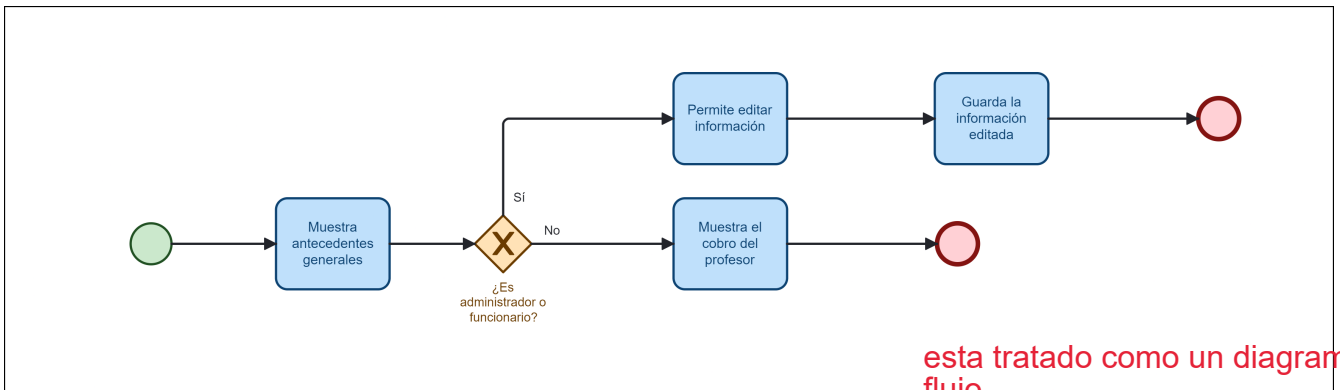 Permite editar
información
Guarda la
información
editada
Sí
No
Muestra
antecedentes
generales
X
Muestra el
cobro del
profesor
¿Es
administrador o
funcionario?
esta tratado como un diagram
flujo